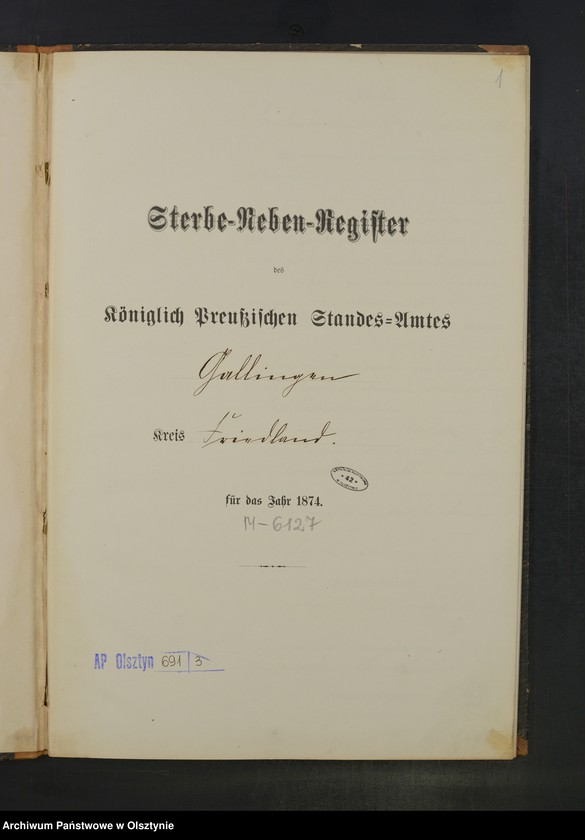 1
Sterbe-Neben-Register
des
Königlich Preußischen Standes-Amtes
Gallingen
Kreis Friedland.
42
für das Jahr 1874.
M-6127
AP Olsztyn 691 3
Archiwum Państwowe w Olsztynie